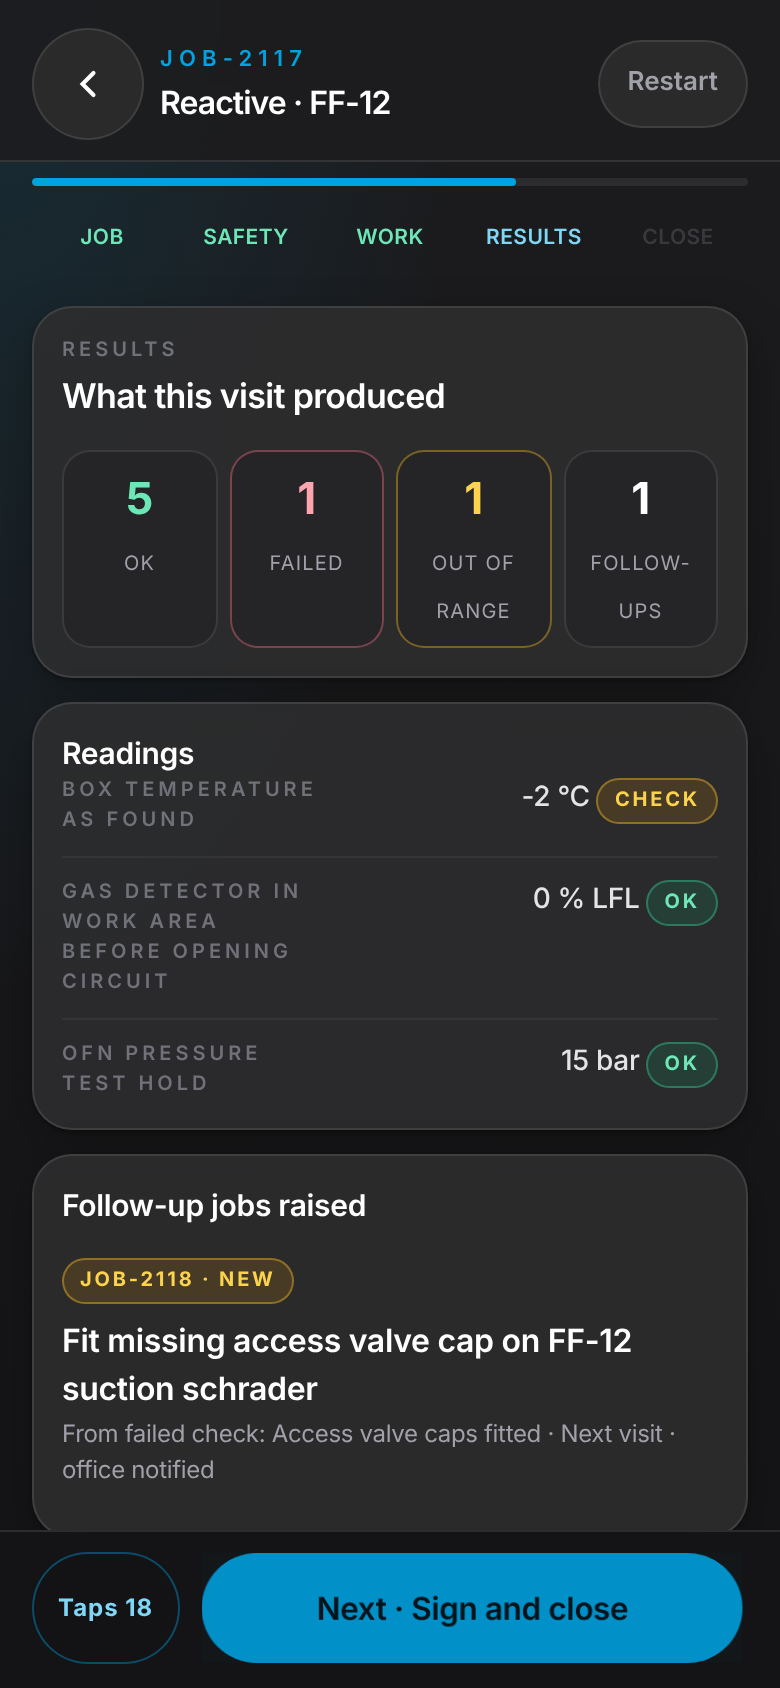 JOB-2117
Reactive · FF-12
Restart
JOB SAFETY WORK RESULTS CLOSE
RESULTS
What this visit produced
5 1 1 1
OK FAILED OUT OF FOLLOW-
RANGE UPS
Readings
BOX TEMPERATURE
AS FOUND
-2 °C CHECK
GAS DETECTOR IN
WORK AREA
BEFORE OPENING
CIRCUIT
0 % LFL OK
OFN PRESSURE
TEST HOLD
15 bar OK
Follow-up jobs raised
JOB-2118 · NEW
Fit missing access valve cap on FF-12
suction schrader
From failed check: Access valve caps fitted · Next visit ·
office notified
Taps 18
Next · Sign and close